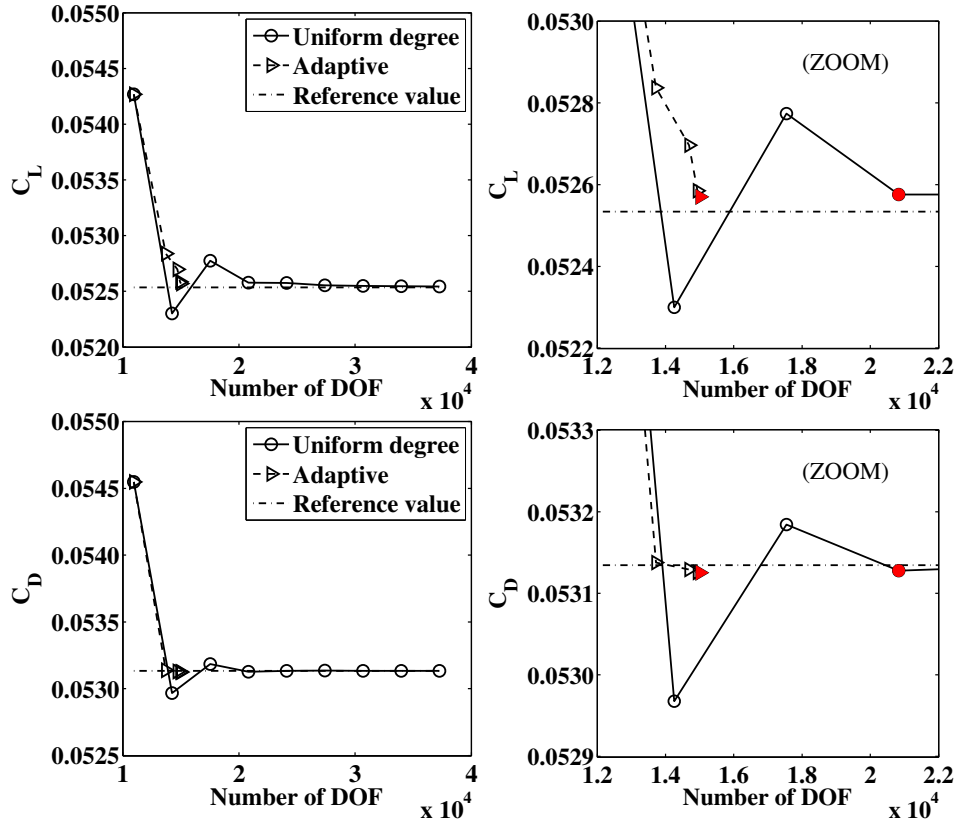 0.0550
0.0545
0.0540
0.0535
0.0530
0.0525
0.0520
C_L
1
2
3
4
Number of DOF
x 10^4
Uniform degree
Adaptive
Reference value
0.0530
0.0528
0.0526
0.0524
0.0522
C_L
(ZOOM)
1.2
1.4
1.6
1.8
2
2.2
Number of DOF
x 10^4
0.0550
0.0545
0.0540
0.0535
0.0530
0.0525
C_D
1
2
3
4
Number of DOF
x 10^4
Uniform degree
Adaptive
Reference value
0.0533
0.0532
0.0531
0.0530
0.0529
C_D
(ZOOM)
1.2
1.4
1.6
1.8
2
2.2
Number of DOF
x 10^4